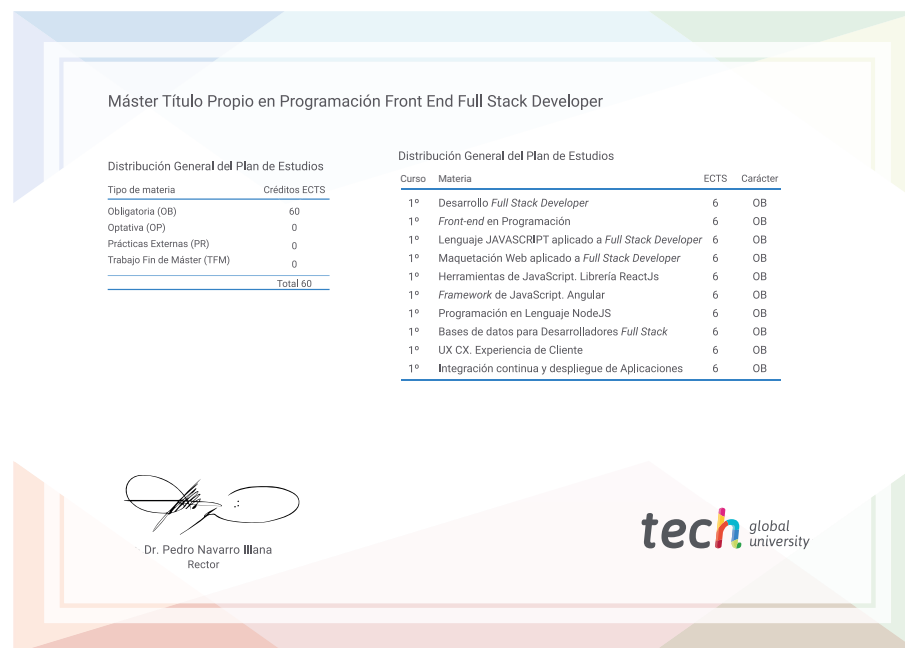 Máster Título Propio en Programación Front End Full Stack Developer
Distribución General del Plan de Estudios
Tipo de materia Créditos ECTS
Obligatoria (OB) 60
Optativa (OP) 0
Prácticas Externas (PR) 0
Trabajo Fin de Máster (TFM) 0
Total 60
Distribución General del Plan de Estudios
Curso Materia ECTS Carácter
1º Desarrollo Full Stack Developer 6 OB
1º Front-end en Programación 6 OB
1º Lenguaje JAVASCRIPT aplicado a Full Stack Developer 6 OB
1º Maquetación Web aplicado a Full Stack Developer 6 OB
1º Herramientas de JavaScript. Librería ReactJs 6 OB
1º Framework de JavaScript. Angular 6 OB
1º Programación en Lenguaje NodeJS 6 OB
1º Bases de datos para Desarrolladores Full Stack 6 OB
1º UX CX. Experiencia de Cliente 6 OB
1º Integración continua y despliegue de Aplicaciones 6 OB
Dr. Pedro Navarro Illana
Rector
tech global
university